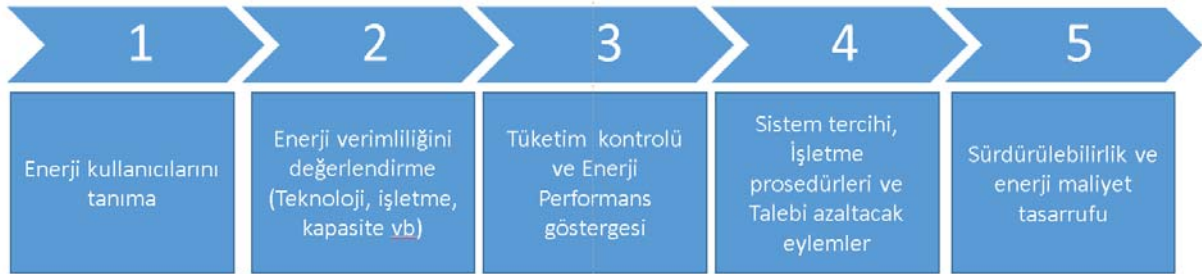 1
2
3
4
5
Enerji kullanıcılarını
tanıma
Enerji verimliliğini
değerlendirme
(Teknoloji, işletme,
kapasite vb)
Tüketim kontrolü
ve Enerji
Performans
göstergesi
Sistem tercihi,
İşletme
prosedürleri ve
Talebi azaltacak
eylemler
Sürdürülebilirlik ve
enerji maliyet
tasarrufu